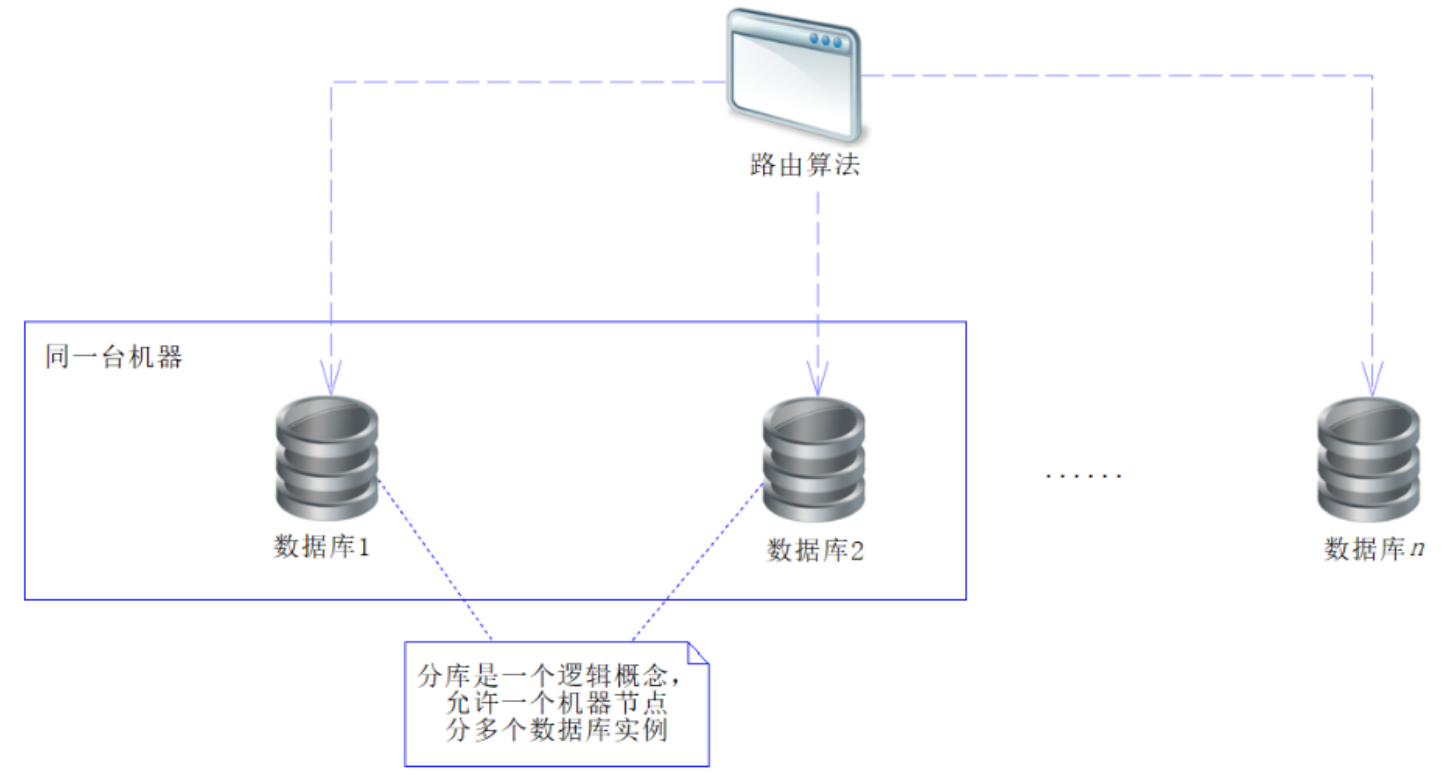 路由算法
同一台机器
数据库1
数据库2
......
数据库n
分库是一个逻辑概念，
允许一个机器节点
分多个数据库实例